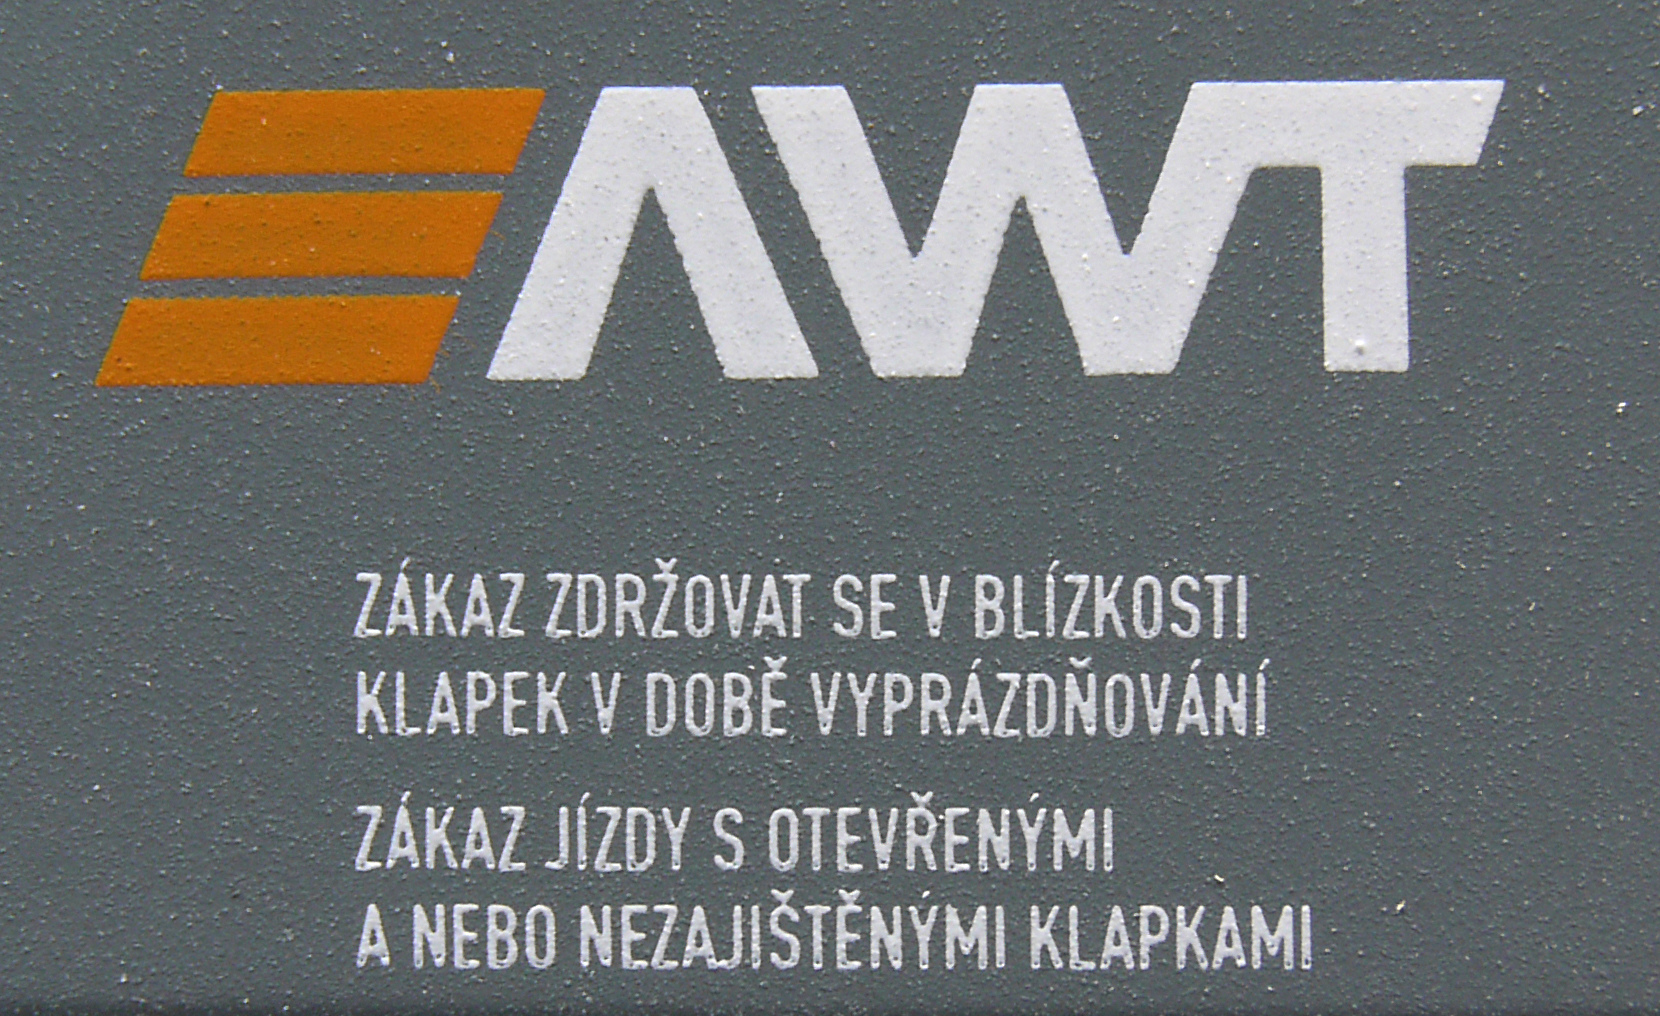 AWT
ZÁKAZ ZDRŽOVAT SE V BLÍZKOSTI
KLAPEK V DOBĚ VYPRÁZDŇOVÁNÍ
ZÁKAZ JÍZDY S OTEVŘENÝMI
A NEBO NEZAJIŠTĚNÝMI KLAPKAMI